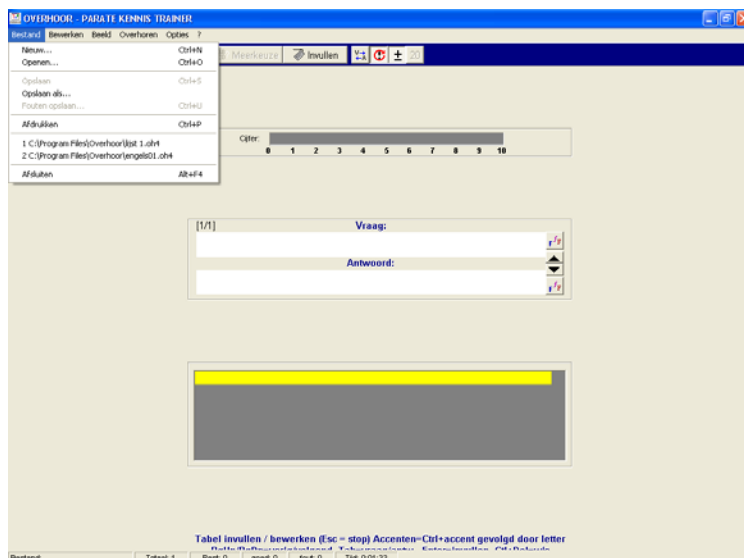 OVERHOOR - PARATE KENNIS TRAINER
Bestand Bewerken Beeld Overhoren Opties ?
Nieuw... Ctrl+N
Openen... Ctrl+O
Opslaan Ctrl+S
Opslaan als...
Fouten opslaan... Ctrl+U
Afdrukken Ctrl+P
1 C:\Program Files\Overhoor\lijst 1.oh4
2 C:\Program Files\Overhoor\engels01.oh4
Afsluiten Alt+F4
Meerkeuze Invullen ± 20
Cijfer:
0 1 2 3 4 5 6 7 8 9 10
[1/1] Vraag:
Antwoord:
Tabel invullen / bewerken (Esc = stop) Accenten=Ctrl+accent gevolgd door letter